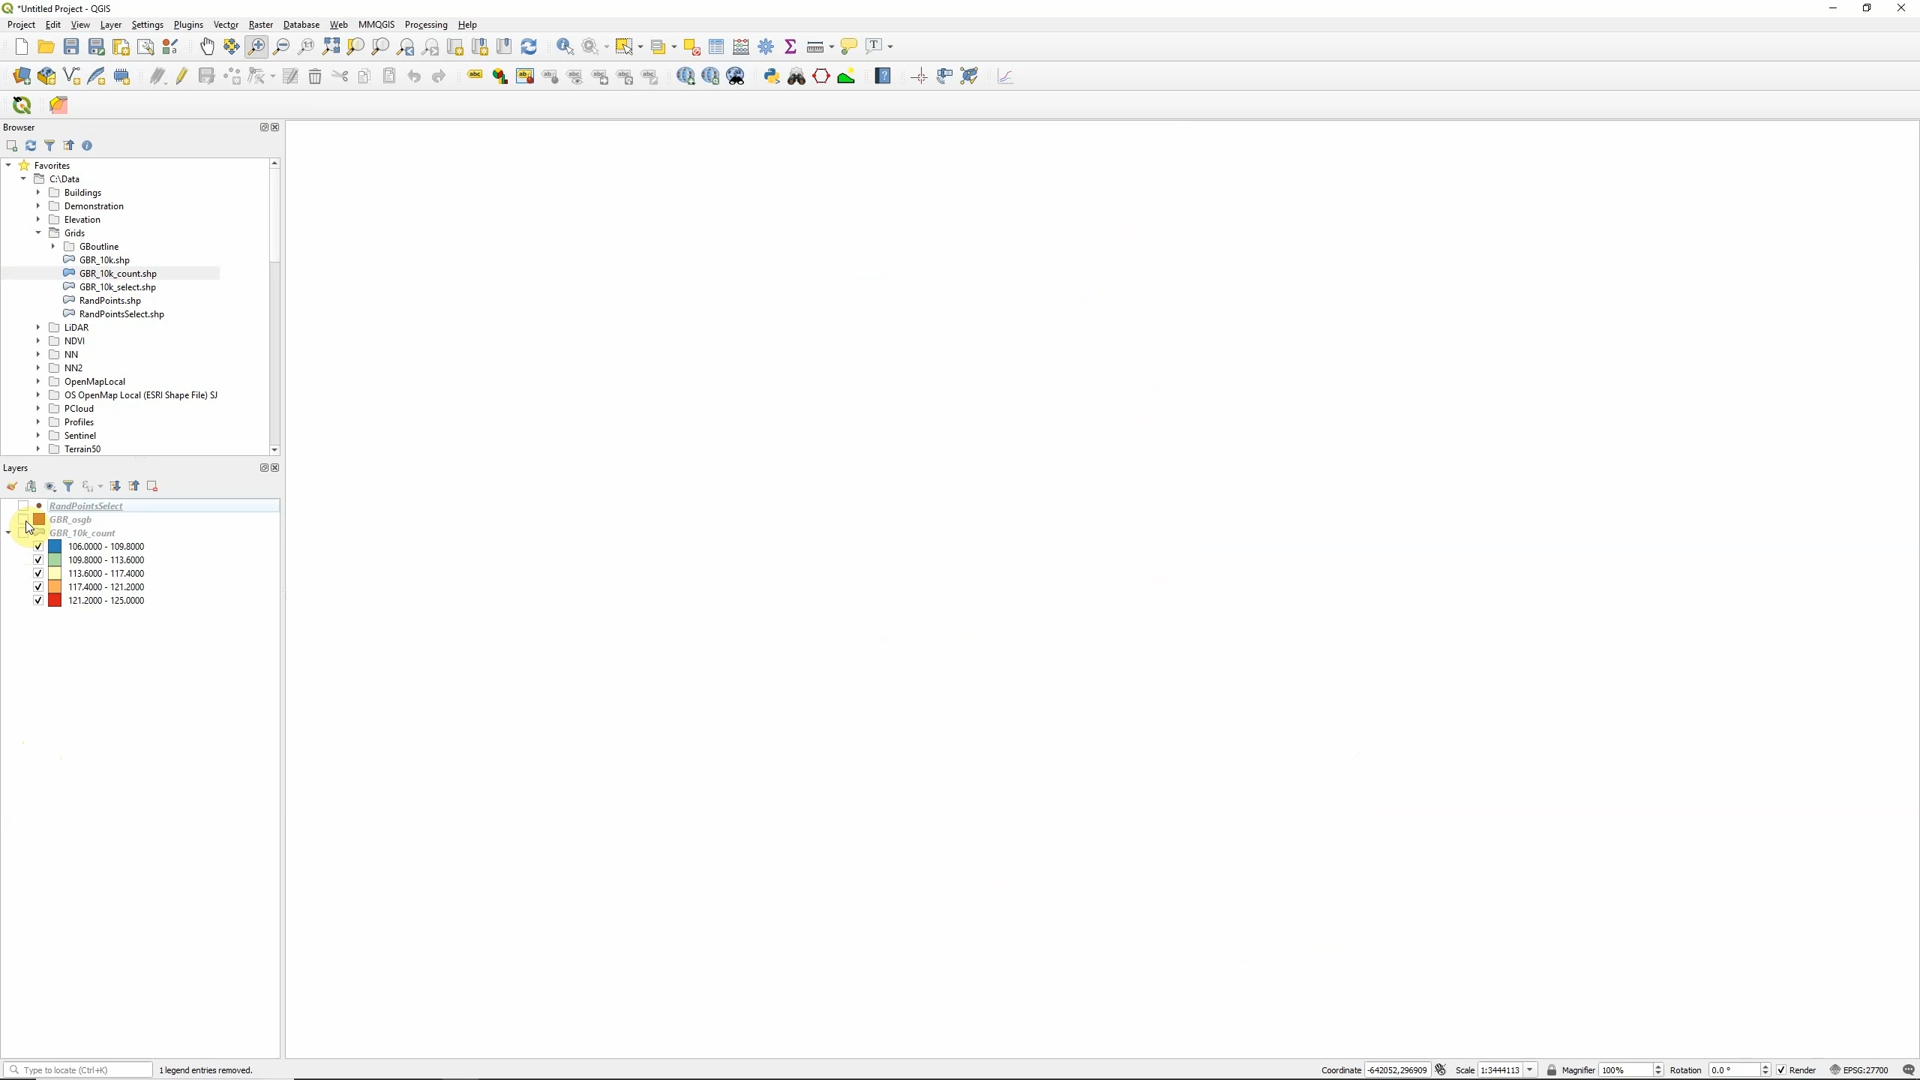 *Untitled Project - QGIS
Project Edit View Layer Settings Plugins Vector Raster Database Web MMQGIS Processing Help
Browser
Favorites
C:\Data
Buildings
Demonstration
Elevation
Grids
GBoutline
GBR_10k.shp
GBR_10k_count.shp
GBR_10k_select.shp
RandPoints.shp
RandPointsSelect.shp
LiDAR
NDVI
NN
NN2
OpenMapLocal
OS OpenMap Local (ESRI Shape File) SJ
PCloud
Profiles
Sentinel
Terrain50
Layers
RandPointsSelect
GBR_osgb
GBR_10k_count
106.0000 - 109.8000
109.8000 - 113.6000
113.6000 - 117.4000
117.4000 - 121.2000
121.2000 - 125.0000
Type to locate (Ctrl+K) 1 legend entries removed. Coordinate -642052,296909 Scale 1:3444113 Magnifier 100% Rotation 0.0 ° Render EPSG:27700